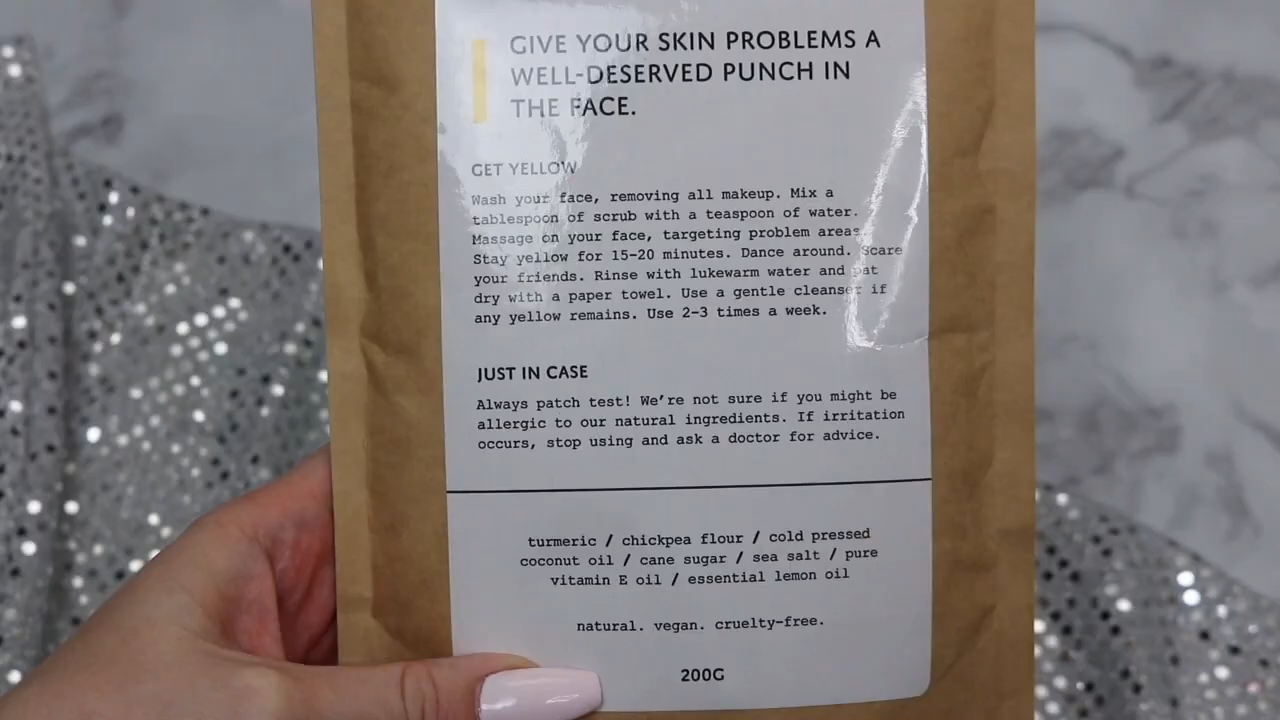 GIVE YOUR SKIN PROBLEMS A
WELL-DESERVED PUNCH IN
THE FACE.
GET YELLOW
Wash your face, removing all makeup. Mix a
tablespoon of scrub with a teaspoon of water.
Massage on your face, targeting problem areas.
Stay yellow for 15-20 minutes. Dance around. Scare
your friends. Rinse with lukewarm water and pat
dry with a paper towel. Use a gentle cleanser if
any yellow remains. Use 2-3 times a week.
JUST IN CASE
Always patch test! We're not sure if you might be
allergic to our natural ingredients. If irritation
occurs, stop using and ask a doctor for advice.
turmeric / chickpea flour / cold pressed
coconut oil / cane sugar / sea salt / pure
vitamin E oil / essential lemon oil
natural. vegan. cruelty-free.
200G